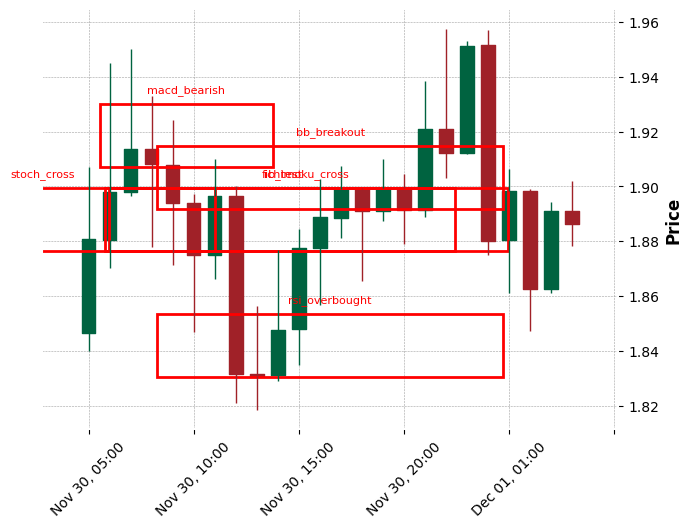 macd_bearish
bb_breakout
stoch_cross
ichimoku_cross
rsi_overbought
1.96
1.94
1.92
1.90
1.88
1.86
1.84
1.82
Price
Nov 30, 05:00
Nov 30, 10:00
Nov 30, 15:00
Nov 30, 20:00
Dec 01, 01:00